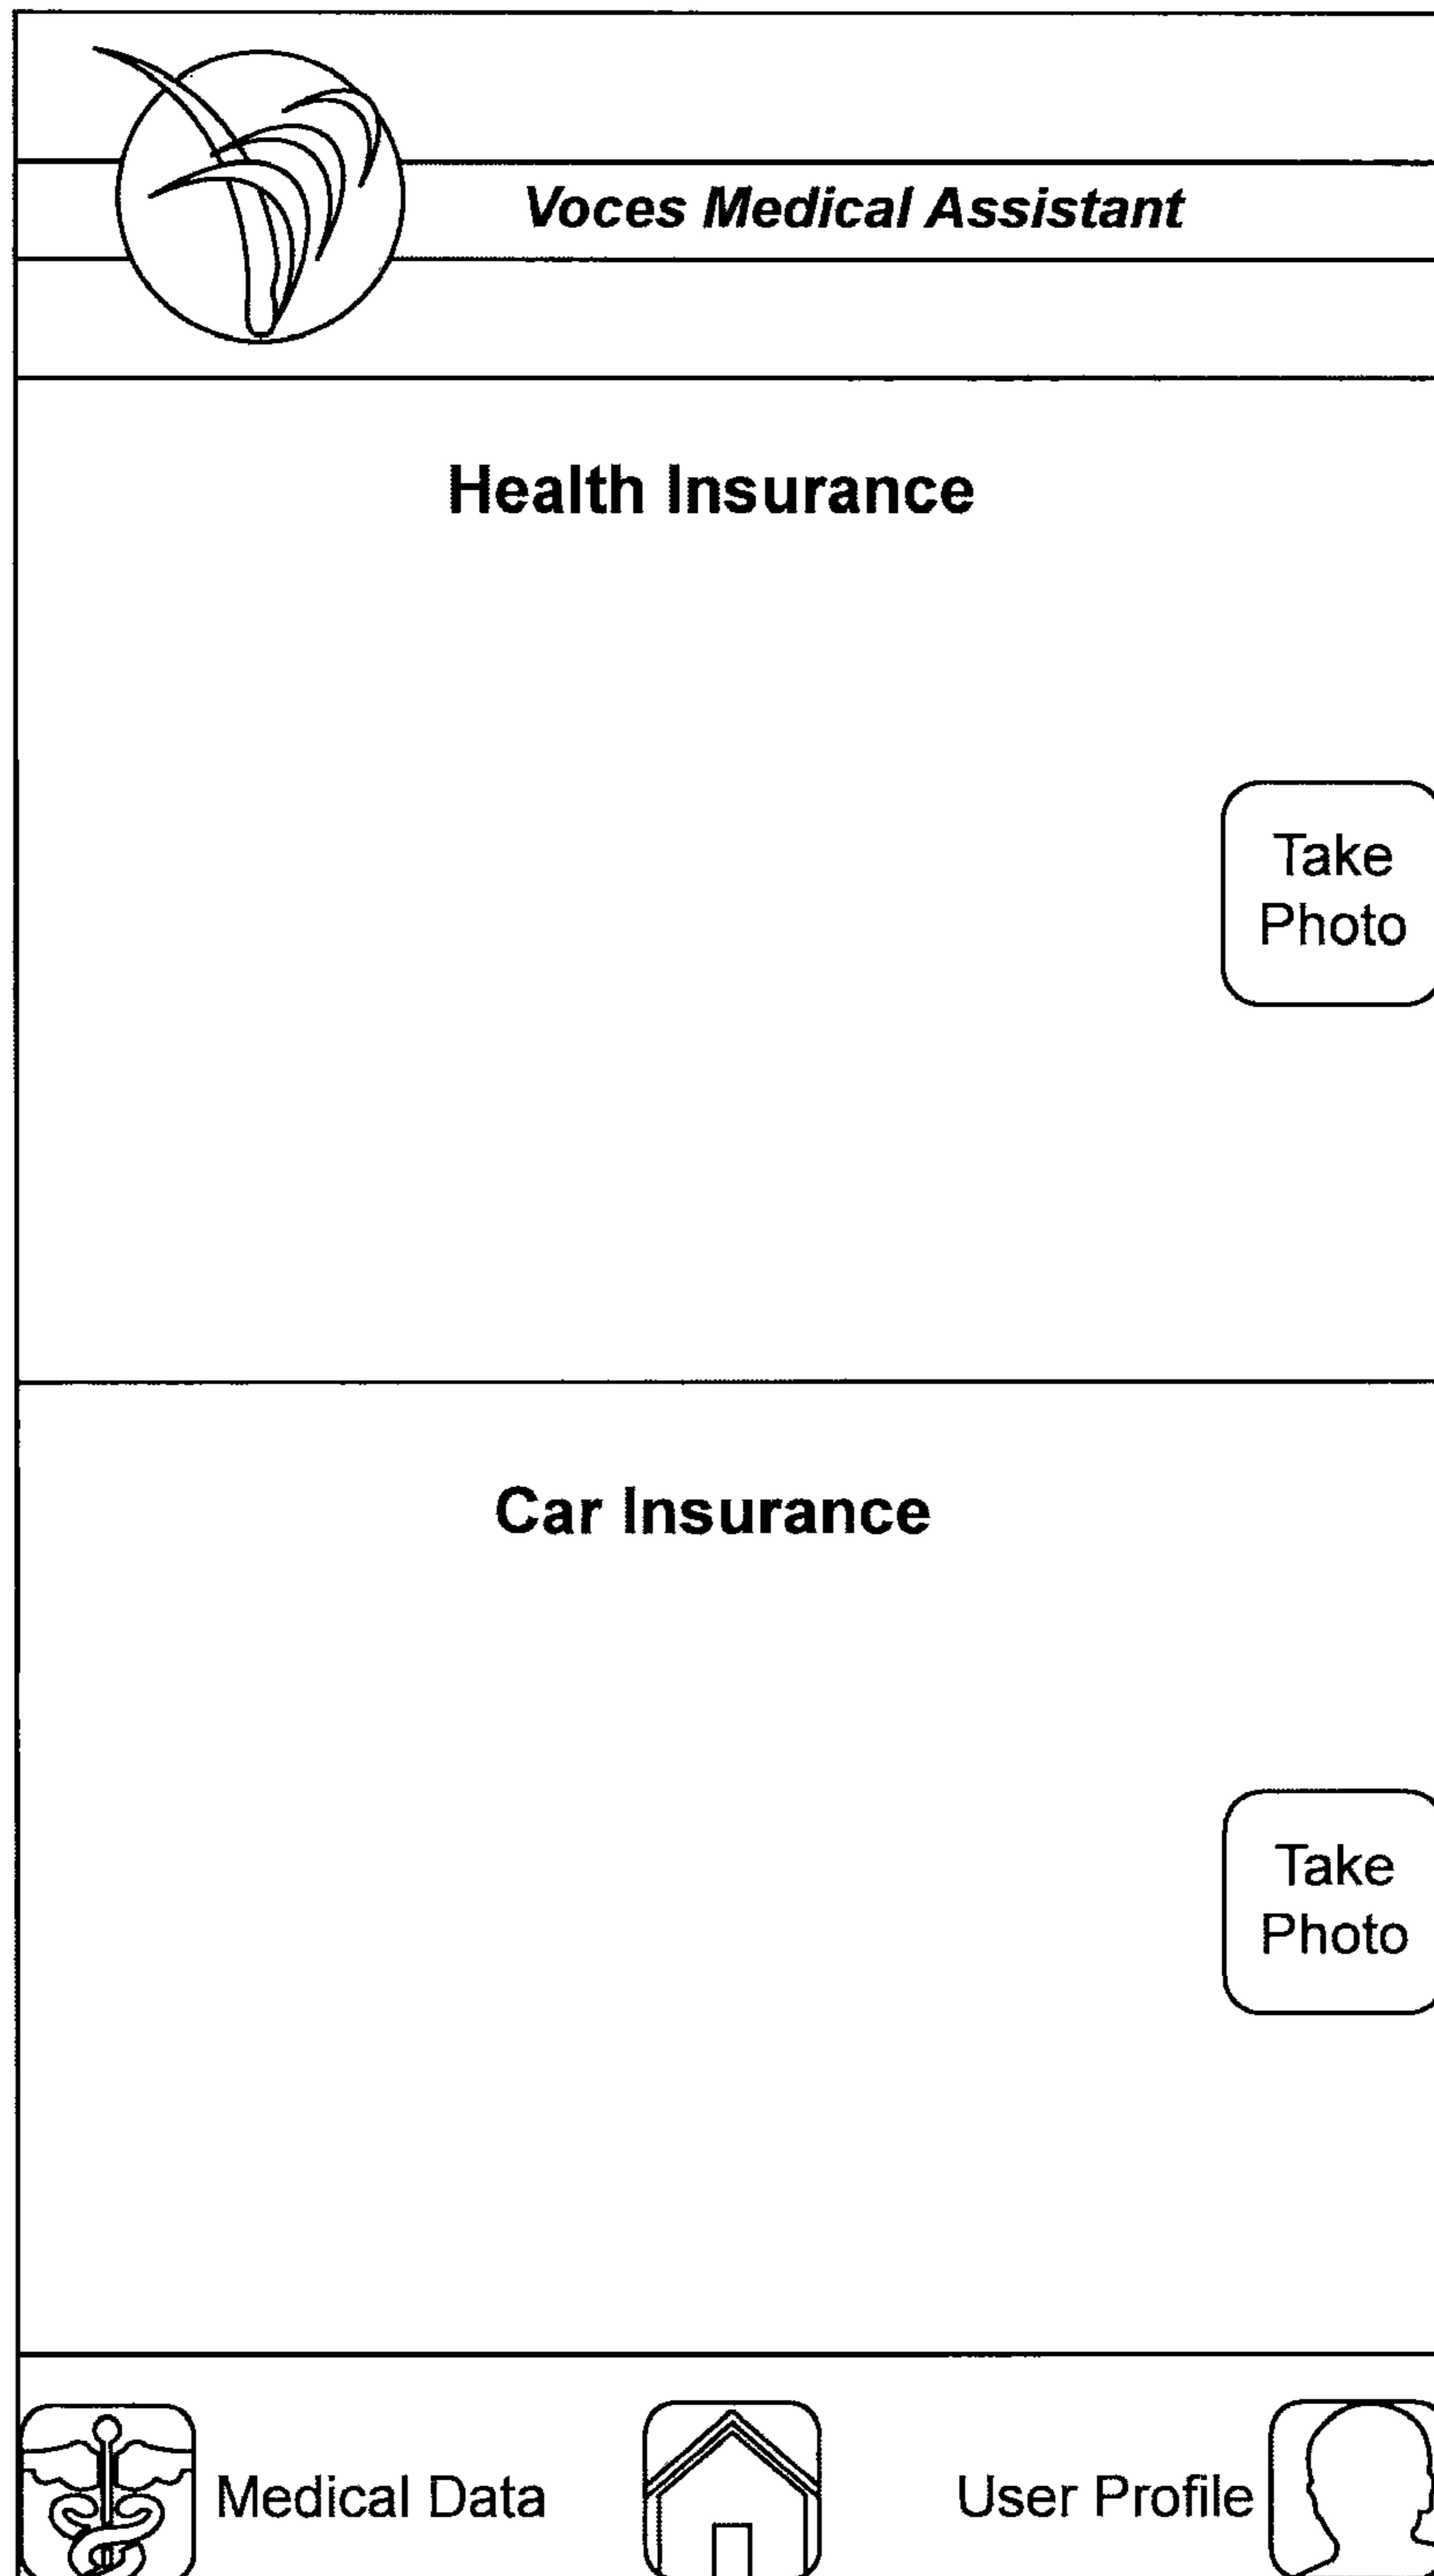 Voces Medical Assistant
Health Insurance
Take
Photo
Car Insurance
Take
Photo
Medical Data
User Profile